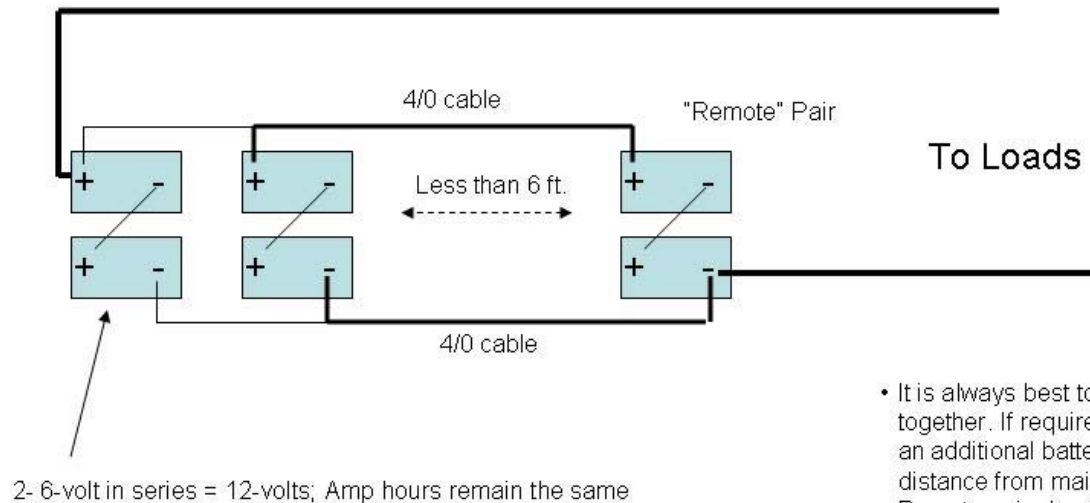 4/0 cable
"Remote" Pair
To Loads
+ - + - + -
Less than 6 ft.
+ - + - + -
4/0 cable
• It is always best to
together. If require
an additional batte
distance from mai
2- 6-volt in series = 12-volts; Amp hours remain the same